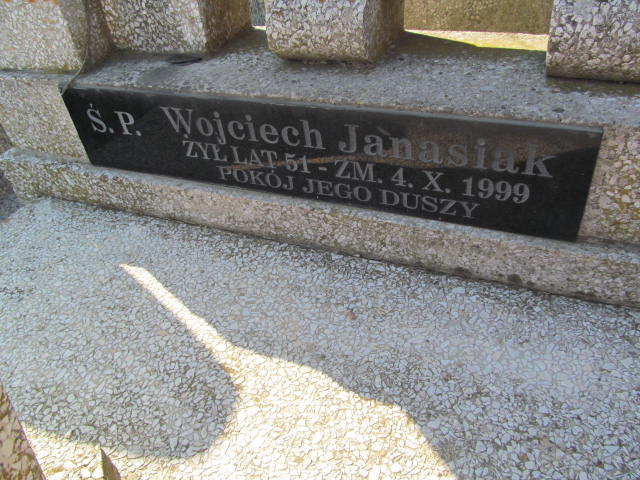 Ś.P. Wojciech Janasiak
ŻYŁ LAT 51 - ZM. 4. X. 1999
POKÓJ JEGO DUSZY